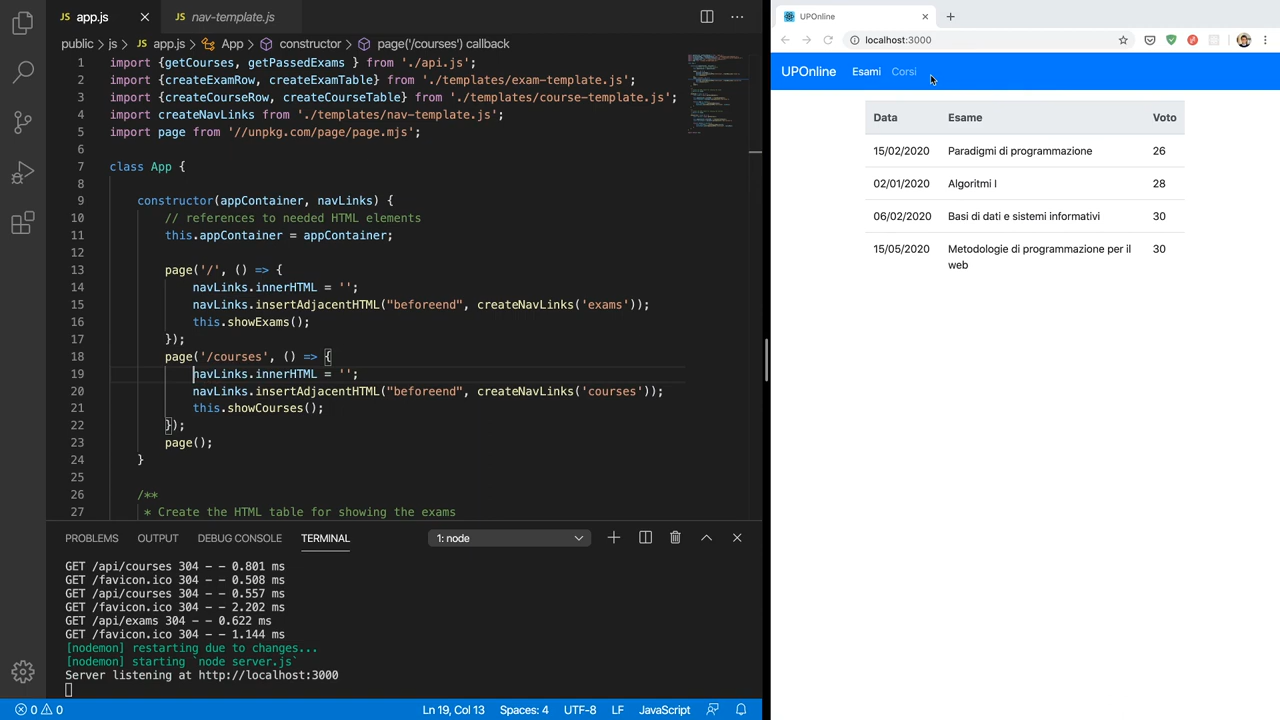 app.js
nav-template.js
public > js > JS app.js > App > constructor > page('/courses') callback
1 import {getCourses, getPassedExams } from './api.js';
2 import {createExamRow, createExamTable} from './templates/exam-template.js';
3 import {createCourseRow, createCourseTable} from './templates/course-template.js';
4 import createNavLinks from './templates/nav-template.js';
5 import page from '//unpkg.com/page/page.mjs';
6
7 class App {
8
9 constructor(appContainer, navLinks) {
10 // references to needed HTML elements
11 this.appContainer = appContainer;
12
13 page('/', () => {
14 navLinks.innerHTML = '';
15 navLinks.insertAdjacentHTML("beforeend", createNavLinks('exams'));
16 this.showExams();
17 });
18 page('/courses', () => {
19 navLinks.innerHTML = '';
20 navLinks.insertAdjacentHTML("beforeend", createNavLinks('courses'));
21 this.showCourses();
22 });
23 page();
24 }
25
26 /**
27 * Create the HTML table for showing the exams
PROBLEMS OUTPUT DEBUG CONSOLE TERMINAL 1: node
GET /api/courses 304 - - 0.801 ms
GET /favicon.ico 304 - - 0.508 ms
GET /api/courses 304 - - 0.557 ms
GET /favicon.ico 304 - - 2.202 ms
GET /api/exams 304 - - 0.622 ms
GET /favicon.ico 304 - - 1.144 ms
[nodemon] restarting due to changes...
[nodemon] starting `node server.js`
Server listening at http://localhost:3000
0 0 Ln 19, Col 13 Spaces: 4 UTF-8 LF JavaScript
UPOnline
localhost:3000
UPOnline Esami Corsi
Data Esame Voto
15/02/2020 Paradigmi di programmazione 26
02/01/2020 Algoritmi I 28
06/02/2020 Basi di dati e sistemi informativi 30
15/05/2020 Metodologie di programmazione per il web 30